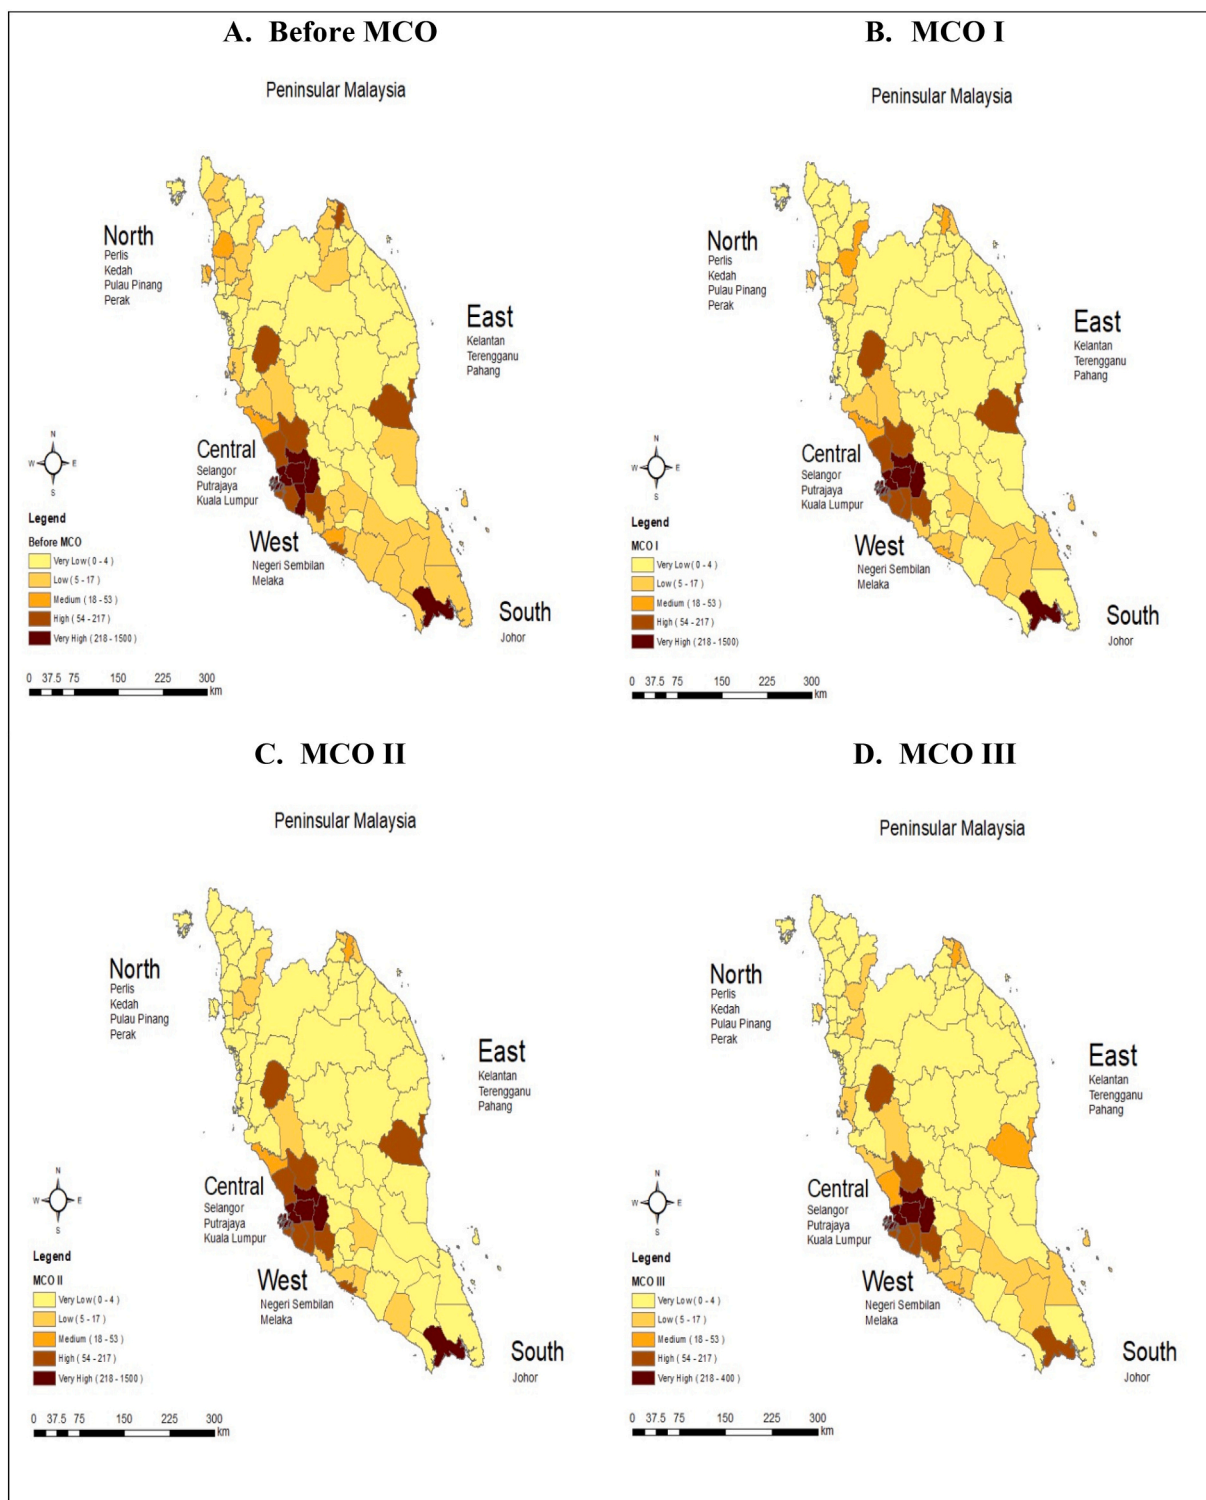 A. Before MCO
Peninsular Malaysia
North
Perlis
Kedah
Pulau Pinang
Perak
East
Kelantan
Terengganu
Pahang
Central
Selangor
Putrajaya
Kuala Lumpur
West
Negeri Sembilan
Melaka
South
Johor
N
W E
S
Legend
Before MCO
Very Low ( 0 - 4 )
Low ( 5 - 17 )
Medium ( 18 - 53 )
High ( 54 - 217 )
Very High ( 218 - 1500 )
0 37.5 75 150 225 300
km
B. MCO I
Peninsular Malaysia
North
Perlis
Kedah
Pulau Pinang
Perak
East
Kelantan
Terengganu
Pahang
Central
Selangor
Putrajaya
Kuala Lumpur
West
Negeri Sembilan
Melaka
South
Johor
N
W E
S
Legend
MCO I
Very Low ( 0 - 4 )
Low ( 5 - 17 )
Medium ( 18 - 53 )
High ( 54 - 217 )
Very High ( 218 - 1500)
0 37.5 75 150 225 300
km
C. MCO II
Peninsular Malaysia
North
Perlis
Kedah
Pulau Pinang
Perak
East
Kelantan
Terengganu
Pahang
Central
Selangor
Putrajaya
Kuala Lumpur
West
Negeri Sembilan
Melaka
South
Johor
N
W E
S
Legend
MCO II
Very Low ( 0 - 4 )
Low ( 5 - 17 )
Medium ( 18 - 53 )
High ( 54 - 217 )
Very High ( 218 - 1500 )
0 37.5 75 150 225 300
km
D. MCO III
Peninsular Malaysia
North
Perlis
Kedah
Pulau Pinang
Perak
East
Kelantan
Terengganu
Pahang
Central
Selangor
Putrajaya
Kuala Lumpur
West
Negeri Sembilan
Melaka
South
Johor
N
W E
S
Legend
MCO III
Very Low ( 0 - 4 )
Low ( 5 - 17 )
Medium ( 18 - 53 )
High ( 54 - 217 )
Very High ( 218 - 400 )
0 37.5 75 150 225 300
km